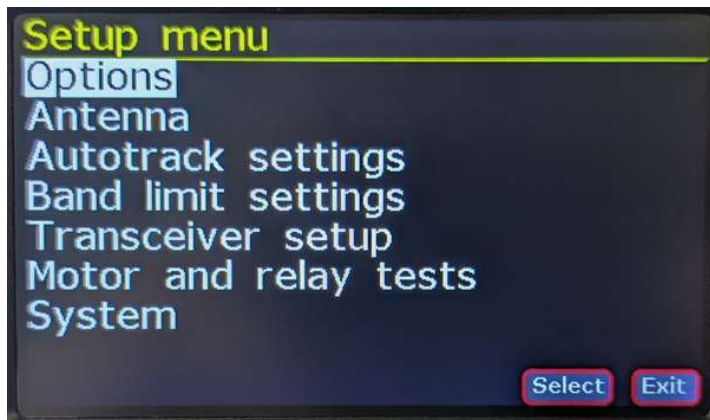 Setup menu
Options
Antenna
Autotrack settings
Band limit settings
Transceiver setup
Motor and relay tests
System
Select Exit